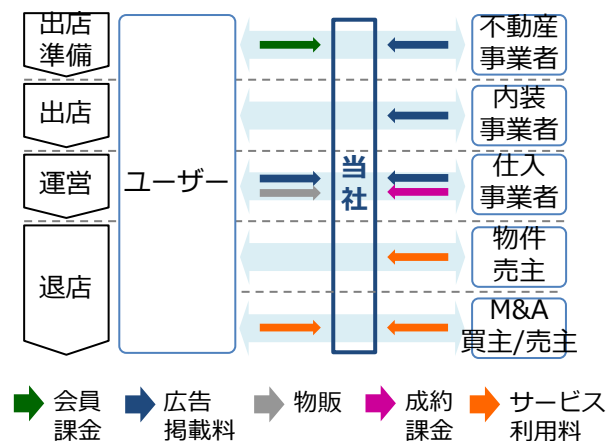 出店
準備
不動産
事業者
出店
内装
事業者
運営
ユーザー
当
社
仕入
事業者
退店
物件
売主
M&A
買主/売主
会員
課金
広告
掲載料
物販
成約
課金
サービス
利用料